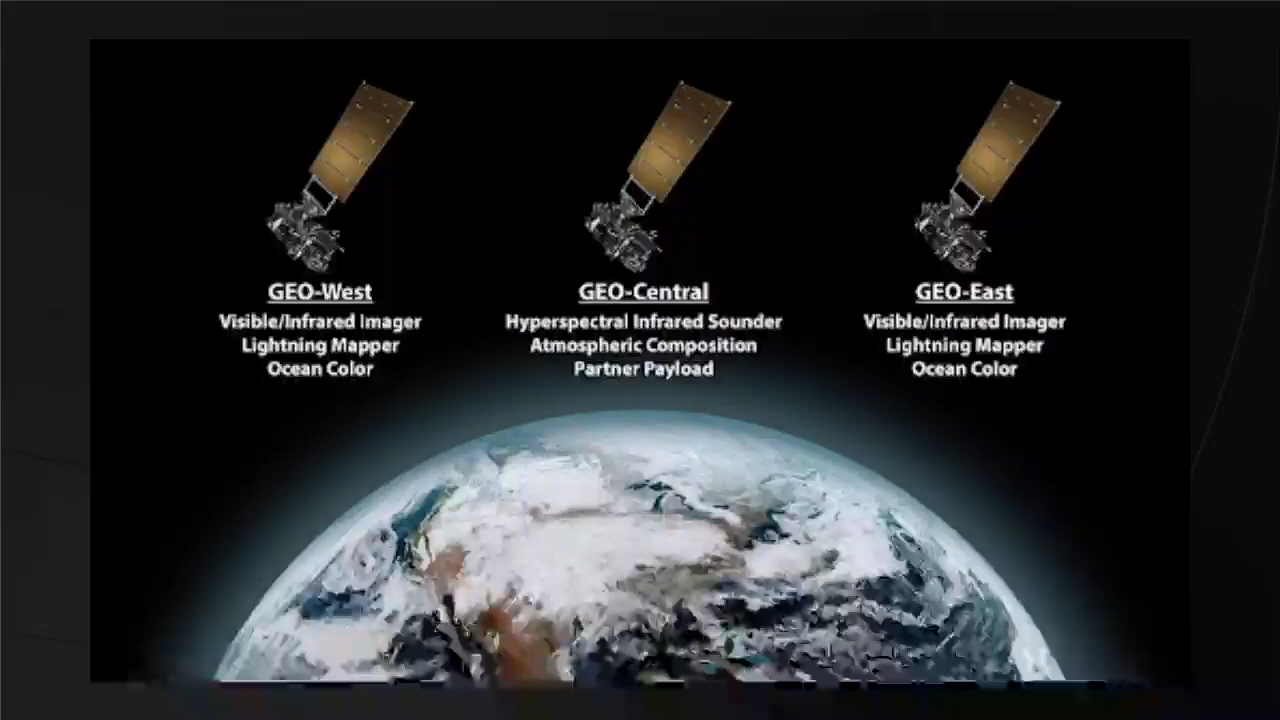 GEO-West
Visible/Infrared Imager
Lightning Mapper
Ocean Color
GEO-Central
Hyperspectral Infrared Sounder
Atmospheric Composition
Partner Payload
GEO-East
Visible/Infrared Imager
Lightning Mapper
Ocean Color